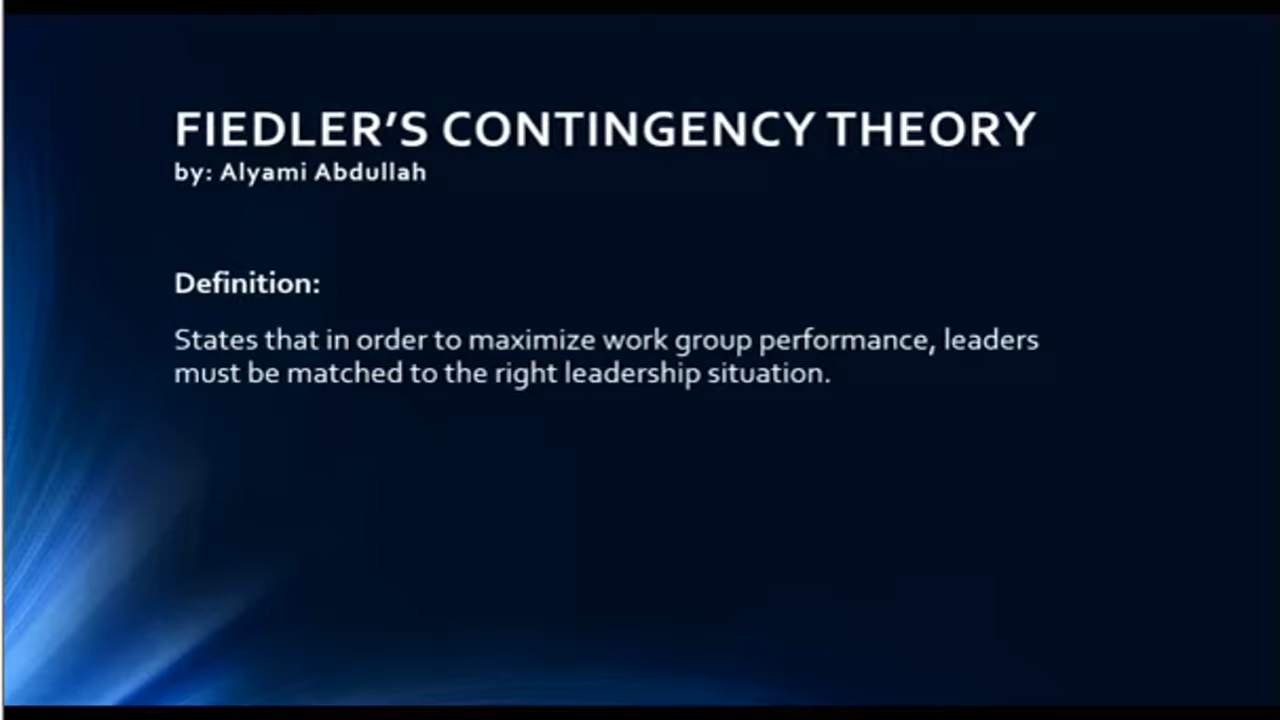 FIEDLER’S CONTINGENCY THEORY
by: Alyami Abdullah
Definition:
States that in order to maximize work group performance, leaders
must be matched to the right leadership situation.